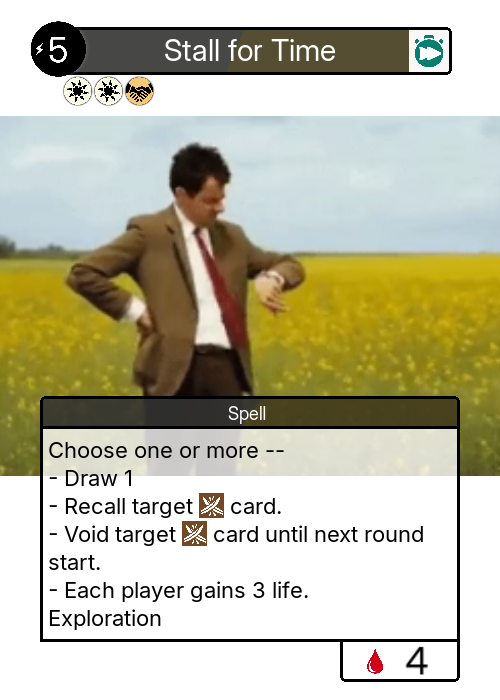 5
Stall for Time
Spell
Choose one or more --
- Draw 1
- Recall target card.
- Void target card until next round
start.
- Each player gains 3 life.
Exploration
4